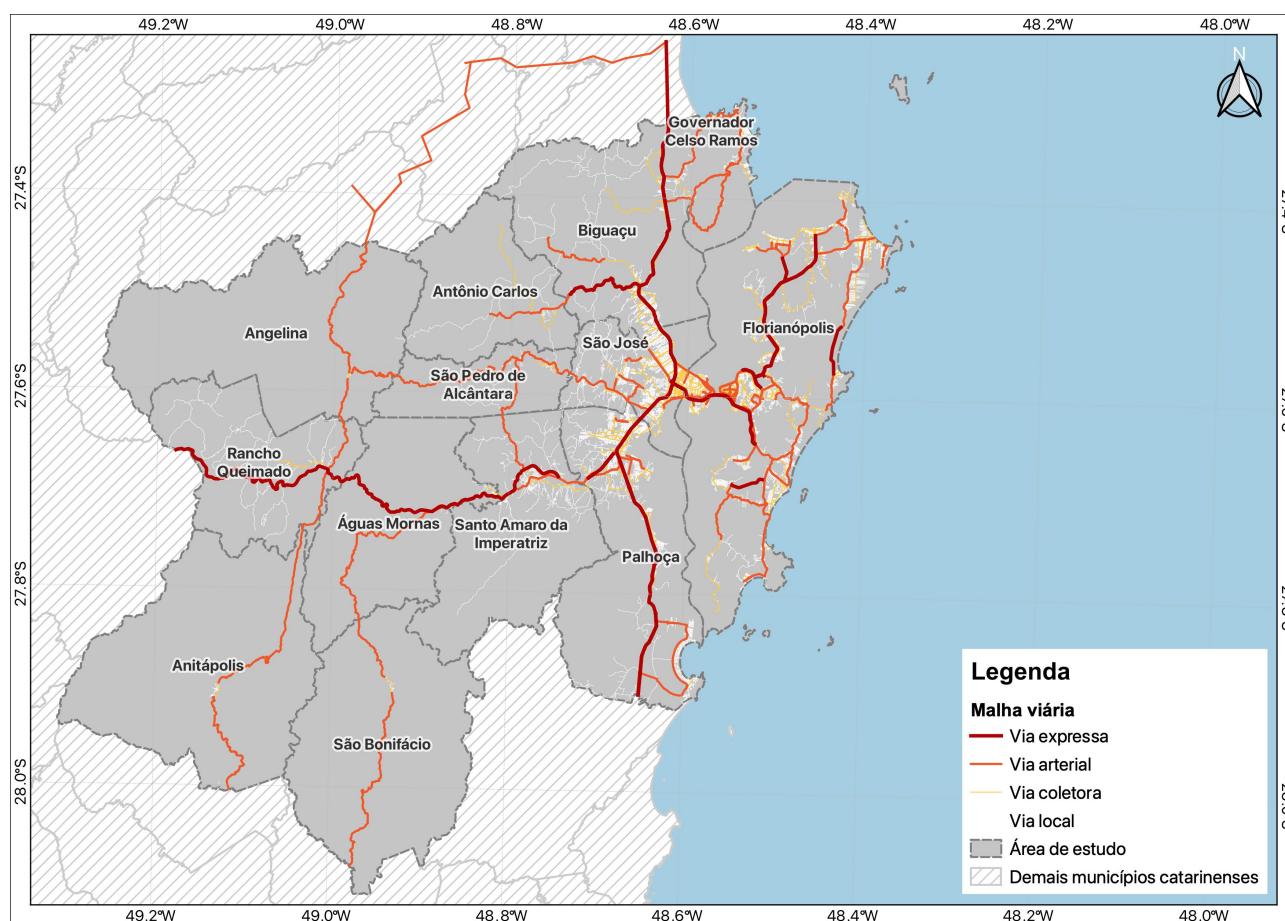 49.2°W 49.0°W 48.8°W 48.6°W 48.4°W 48.2°W 48.0°W
N
Governador
Celso Ramos
27.4°S
Biguaçu
Antônio Carlos
Angelina
São José
Florianópolis
São Pedro de
Alcântara
27.6°S
Rancho
Queimado
Águas Mornas
Santo Amaro da
Imperatriz
Palhoça
27.8°S
Anitápolis
São Bonifácio
28.0°S
Legenda
Malha viária
Via expressa
Via arterial
Via coletora
Via local
Área de estudo
Demais municípios catarinenses
49.2°W 49.0°W 48.8°W 48.6°W 48.4°W 48.2°W 48.0°W